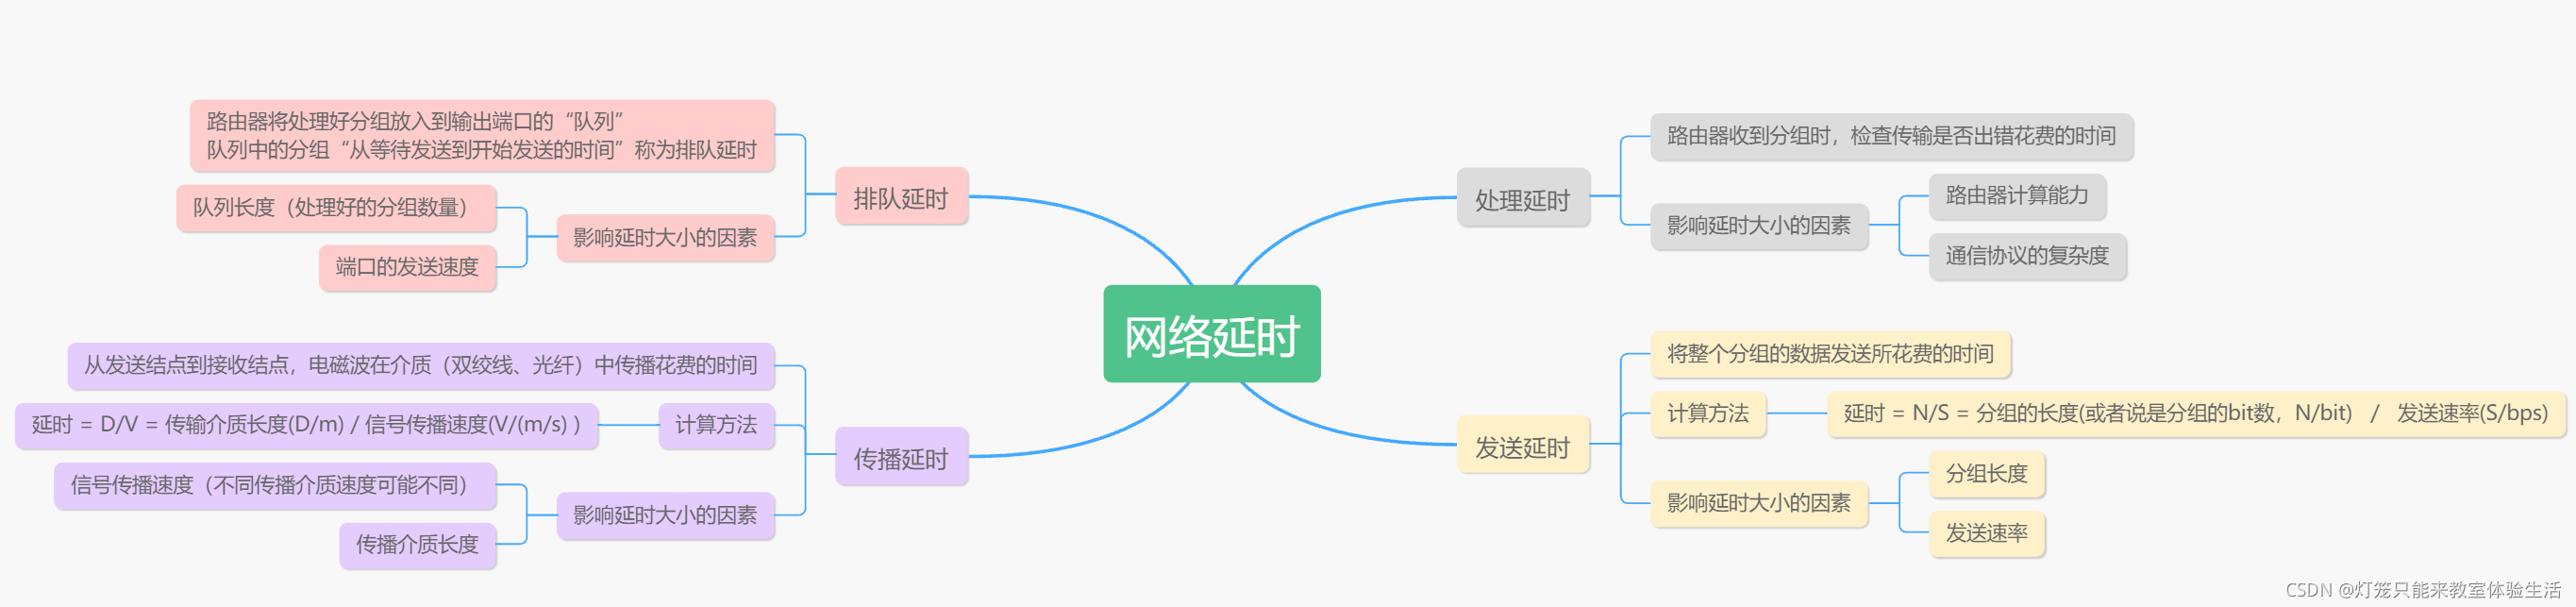 网络延时
处理延时
路由器收到分组时，检查传输是否出错花费的时间
影响延时大小的因素
路由器计算能力
通信协议的复杂度
发送延时
将整个分组的数据发送所花费的时间
计算方法
延时 = N/S = 分组的长度(或者说是分组的bit数，N/bit) / 发送速率(S/bps)
影响延时大小的因素
分组长度
发送速率
排队延时
路由器将处理好分组放入到输出端口的“队列”
队列中的分组“从等待发送到开始发送的时间”称为排队延时
影响延时大小的因素
队列长度（处理好的分组数量）
端口的发送速度
传播延时
从发送结点到接收结点，电磁波在介质（双绞线、光纤）中传播花费的时间
计算方法
延时 = D/V = 传输介质长度(D/m) / 信号传播速度(V/(m/s) )
影响延时大小的因素
信号传播速度（不同传播介质速度可能不同）
传播介质长度
CSDN @灯笼只能来教室体验生活